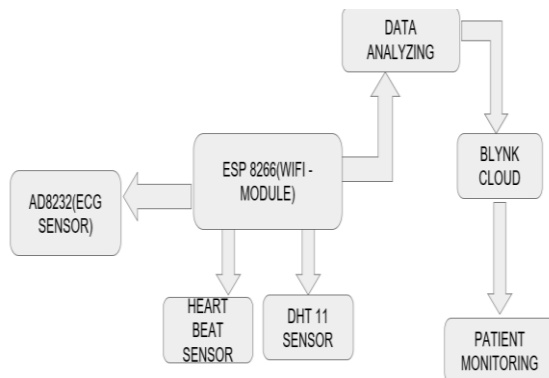 DATA
ANALYZING
ESP 8266(WIFI -
MODULE)
BLYNK
CLOUD
AD8232(ECG
SENSOR)
HEART
BEAT
SENSOR
DHT 11
SENSOR
PATIENT
MONITORING